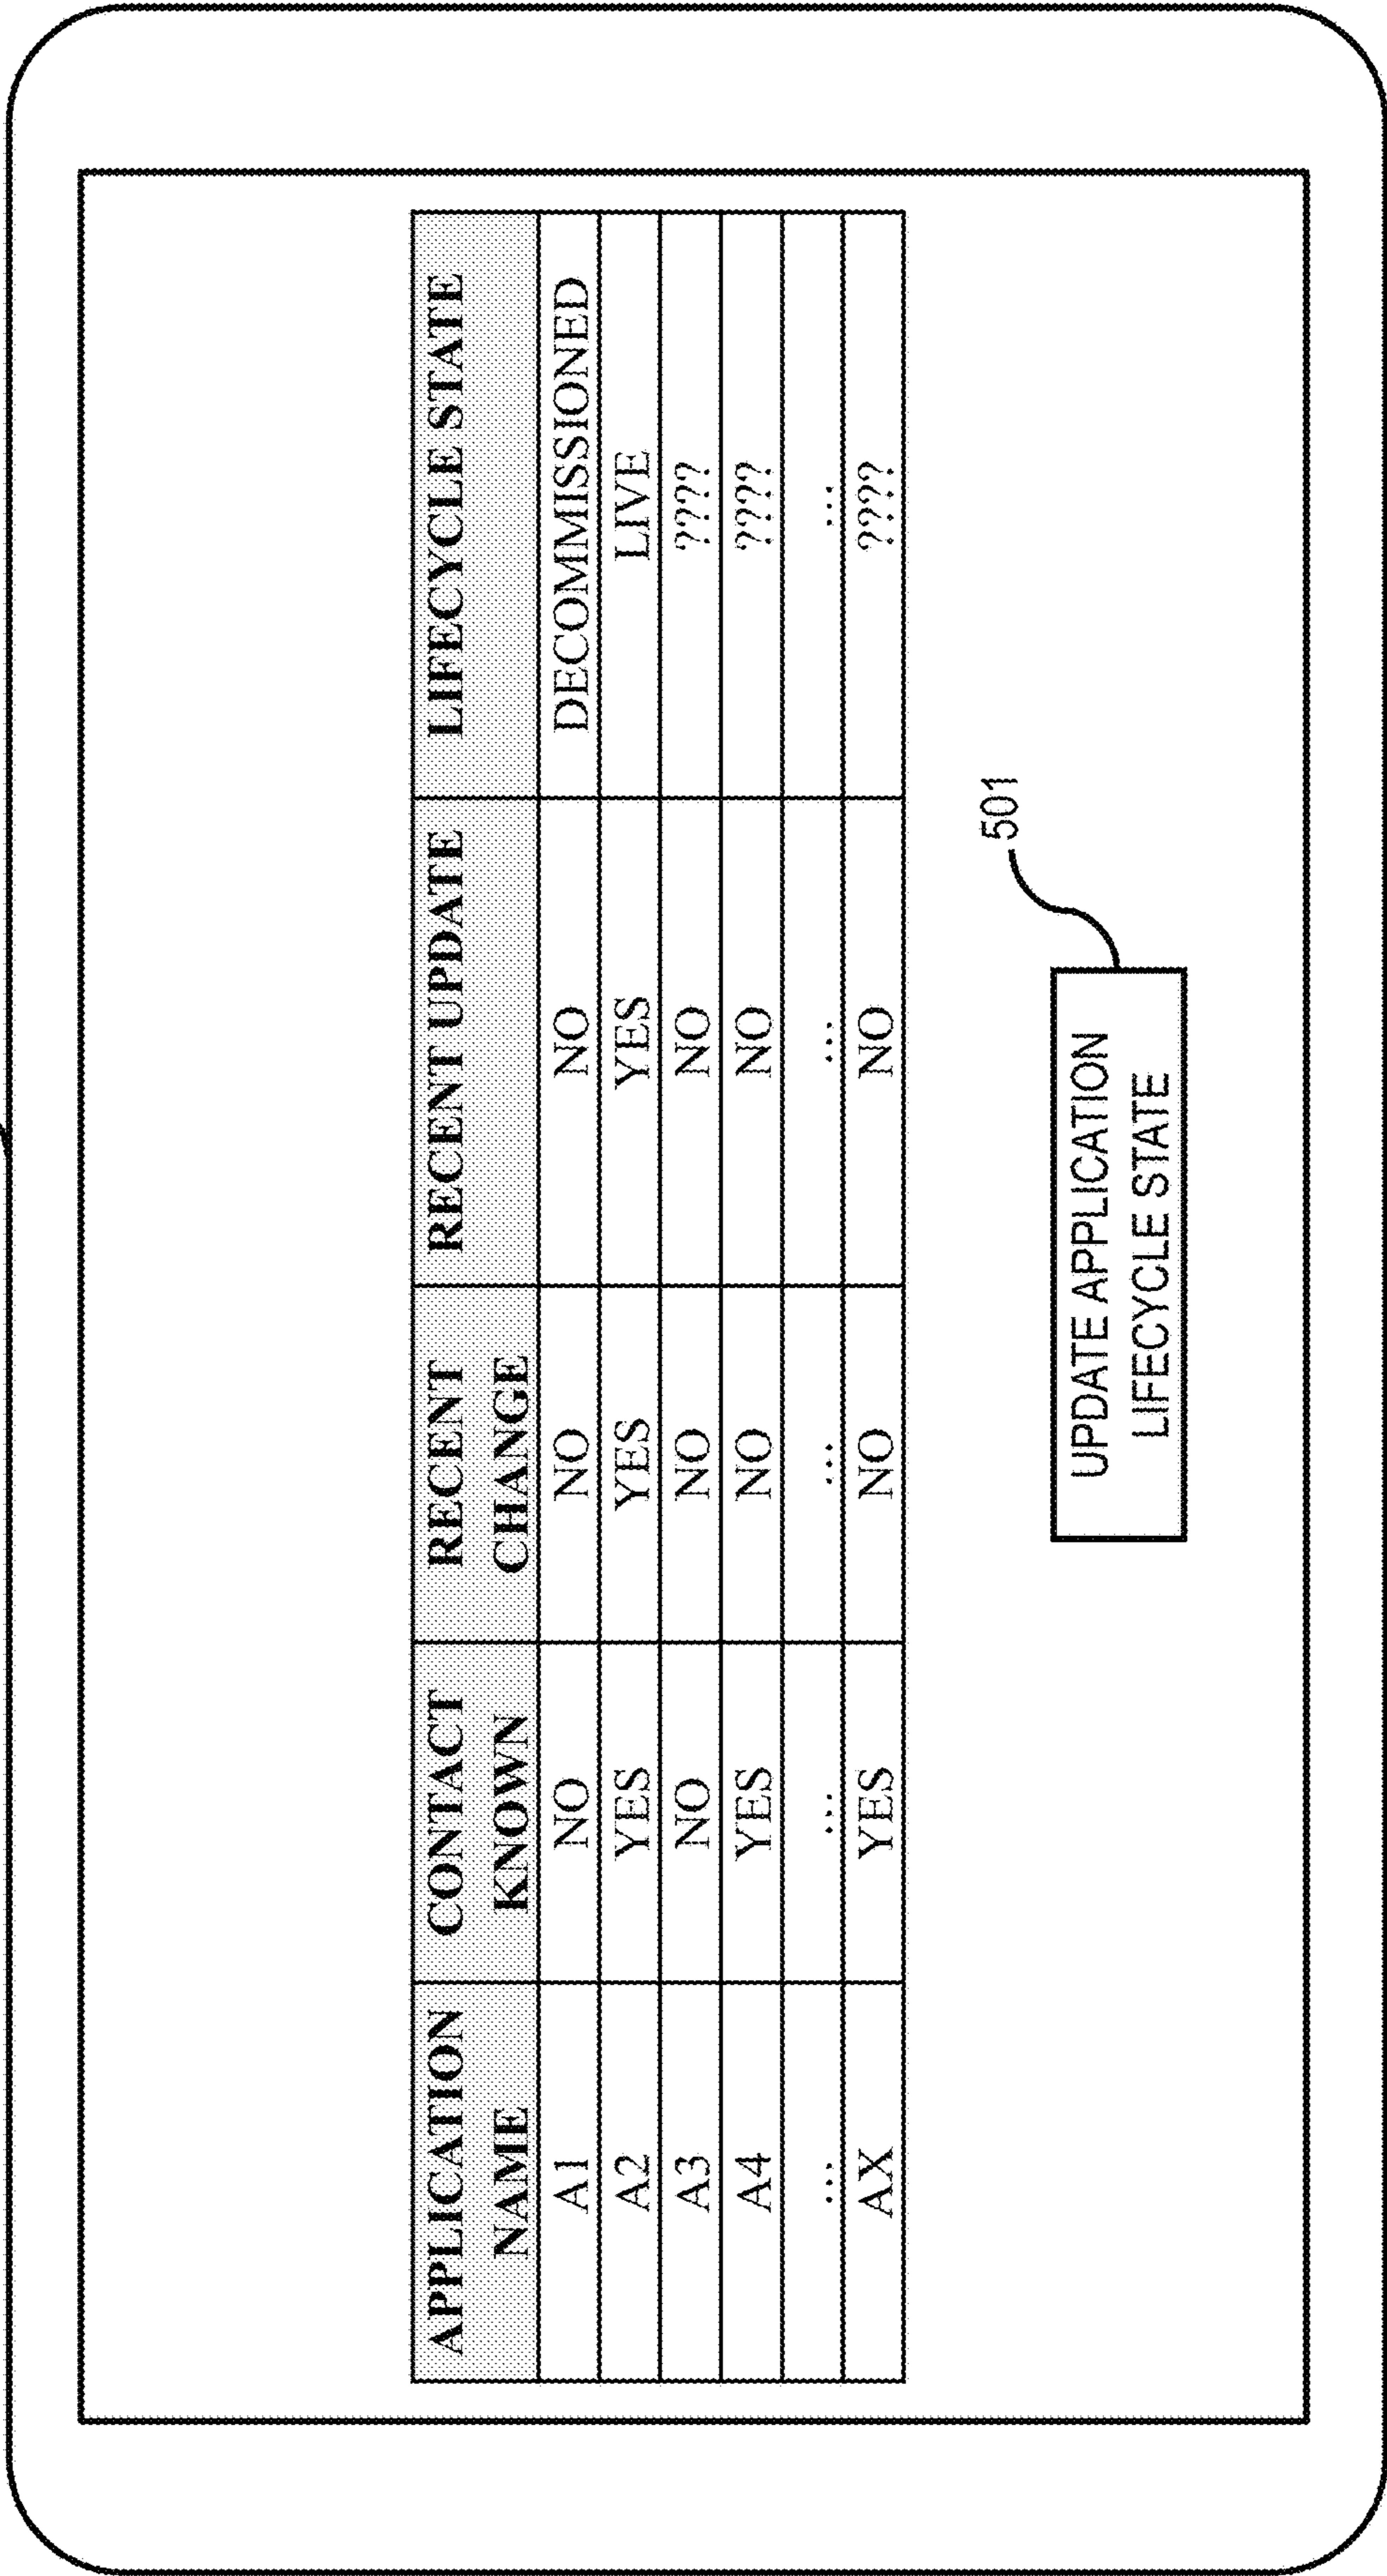 APPLICATION NAME CONTACT KNOWN RECENT CHANGE RECENT UPDATE LIFECYCLE STATE
A1 NO NO NO DECOMMISSIONED
A2 YES YES YES LIVE
A3 NO NO NO ????
A4 YES NO NO ????
... ... ... ... ...
AX YES NO NO ????
501
UPDATE APPLICATION
LIFECYCLE STATE